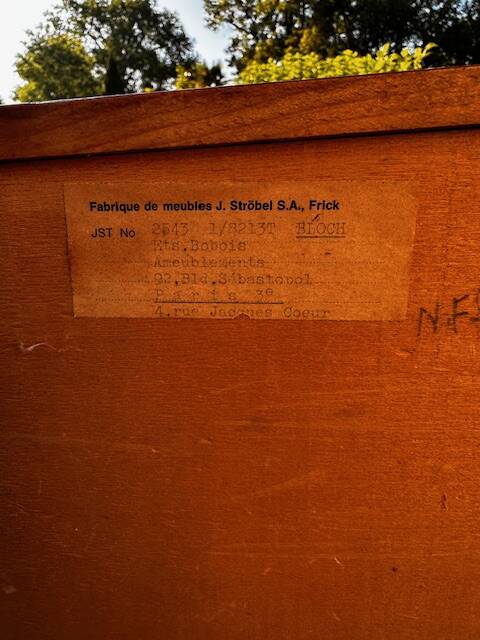 Fabrique de meubles J. Ströbel S.A., Frick
JST No 2543 1/8213T BLOCH
Ets.Bobois
Ameublements
92,Bld.Sébastopol
Paris 3e
4.rue Jacques Coeur
N.F